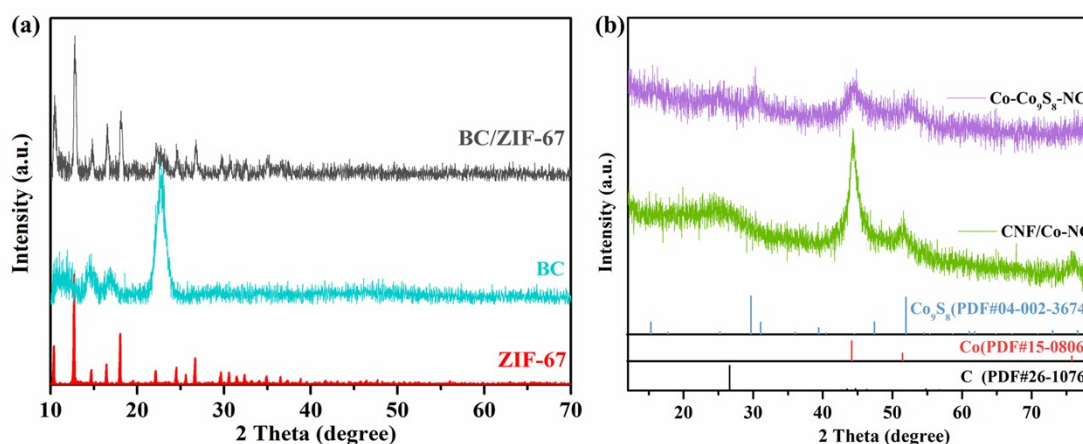 (a)
BC/ZIF-67
BC
ZIF-67
Intensity (a.u.)
10 20 30 40 50 60 70
2 Theta (degree)
(b)
Co-Co₉S₈-NC
CNF/Co-NC
Co₉S₈(PDF#04-002-3674
Co(PDF#15-0806
C (PDF#26-1076
Intensity (a.u.)
20 30 40 50 60 70
2 Theta (degree)